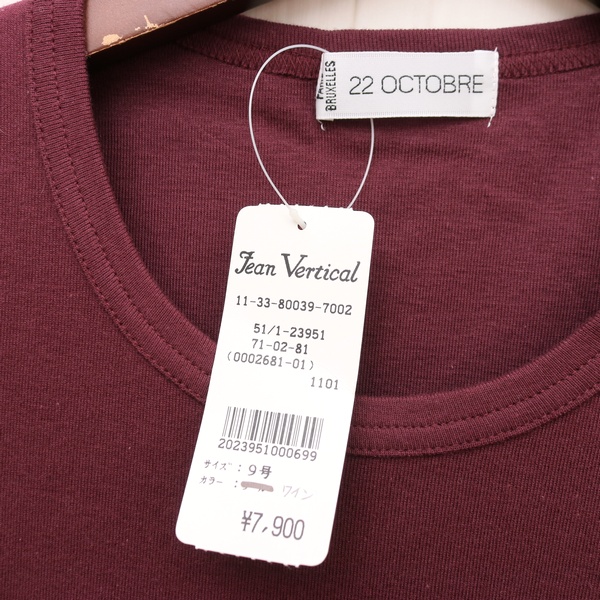 PARIS
BRUXELLES
22 OCTOBRE
Jean Vertical
11-33-80039-7002
51/1-23951
71-02-81
(0002681-01)
1101
2023951000699
サイズ：9号
カラー： ワイン
¥7,900